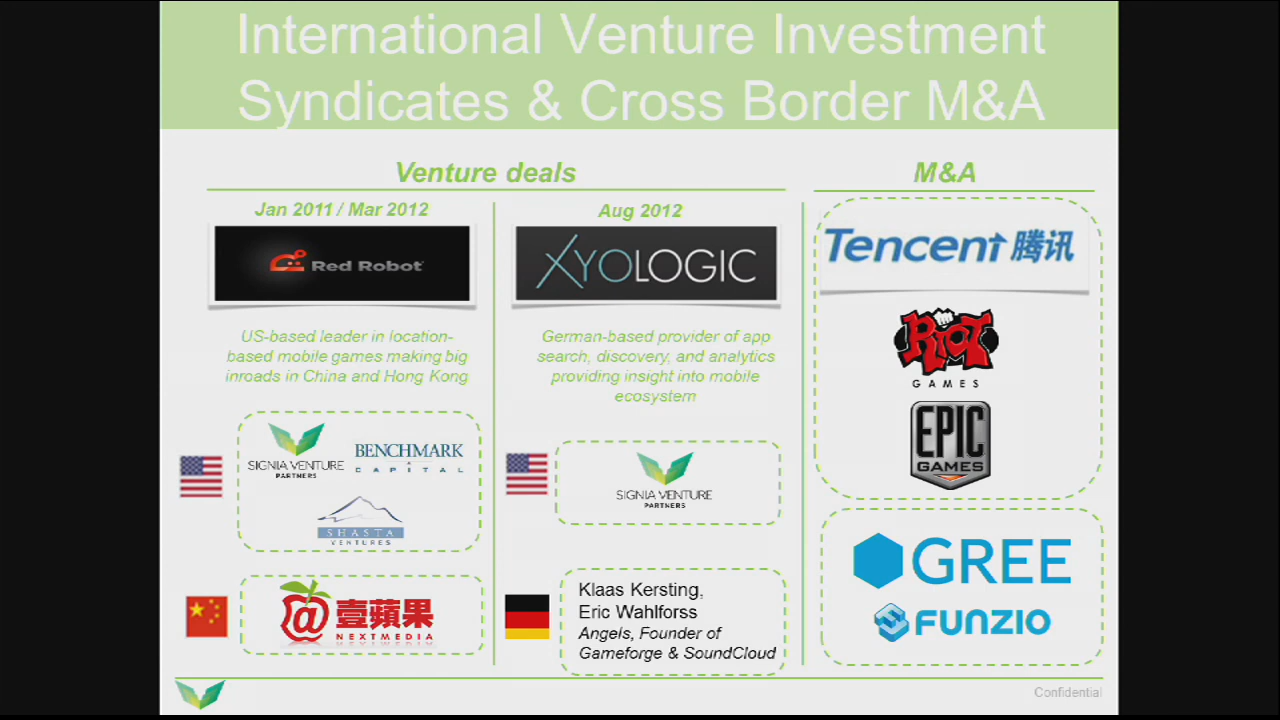 International Venture Investment
Syndicates & Cross Border M&A
Venture deals
Jan 2011 / Mar 2012
Red Robot
US-based leader in location-
based mobile games making big
inroads in China and Hong Kong
SIGNIA VENTURE
PARTNERS
BENCHMARK
CAPITAL
SHASTA
VENTURES
@ 壹蘋果
NEXTMEDIA
Aug 2012
XYOLOGIC
German-based provider of app
search, discovery, and analytics
providing insight into mobile
ecosystem
SIGNIA VENTURE
PARTNERS
Klaas Kersting,
Eric Wahlforss
Angels, Founder of
Gameforge & SoundCloud
M&A
Tencent 腾讯
RIOT
GAMES
EPIC
GAMES
GREE
FUNZIO
Confidential